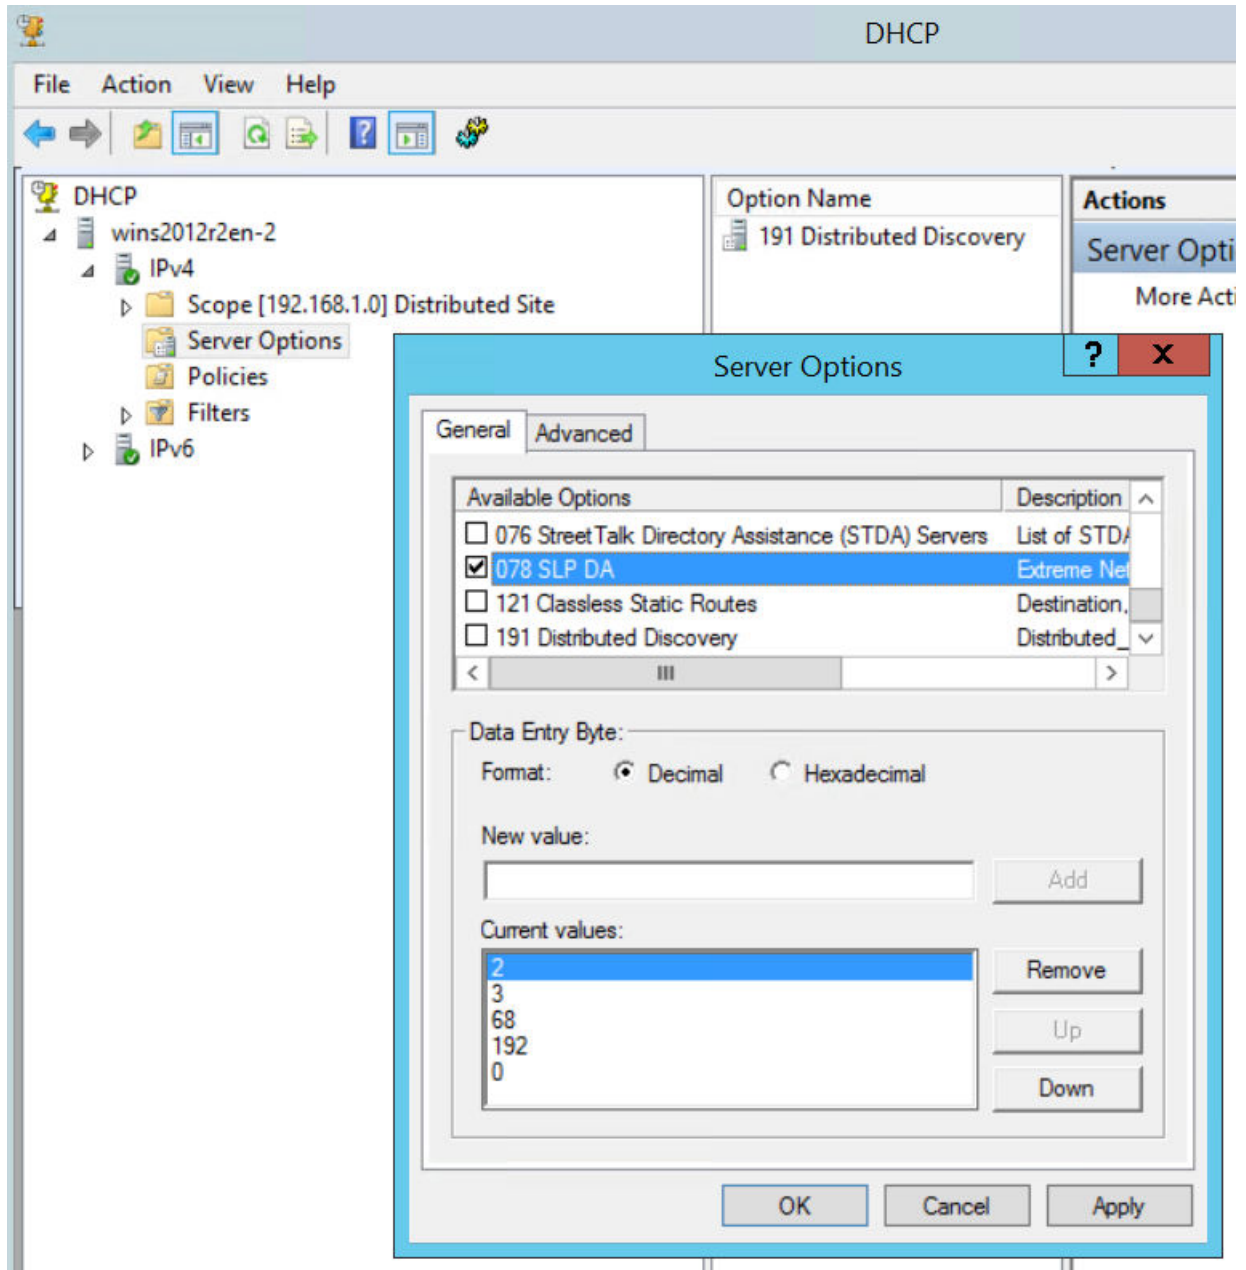 DHCP
File Action View Help
DHCP
wins2012r2en-2
IPv4
Scope [192.168.1.0] Distributed Site
Server Options
Policies
Filters
IPv6
Option Name
191 Distributed Discovery
Actions
Server Opti
More Acti
Server Options
General Advanced
Available Options Description
076 StreetTalk Directory Assistance (STDA) Servers List of STDA
078 SLP DA Extreme Net
121 Classless Static Routes Destination,
191 Distributed Discovery Distributed_
Data Entry Byte:
Format: Decimal Hexadecimal
New value:
Add
Current values:
2
3
68
192
0
Remove
Up
Down
OK Cancel Apply